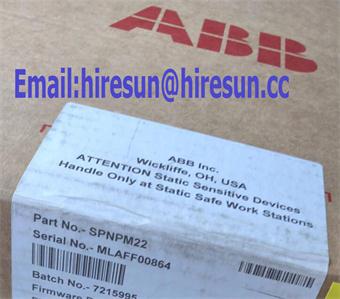 ABB
Email:hiresun@hiresun.cc
ABB Inc.
Wickliffe, OH, USA
ATTENTION Static Sensitive Devices
Handle Only at Static Safe Work Stations
Part No.- SPNPM22
Serial No.- MLAFF00864
Batch No.- 7215995
Firmware